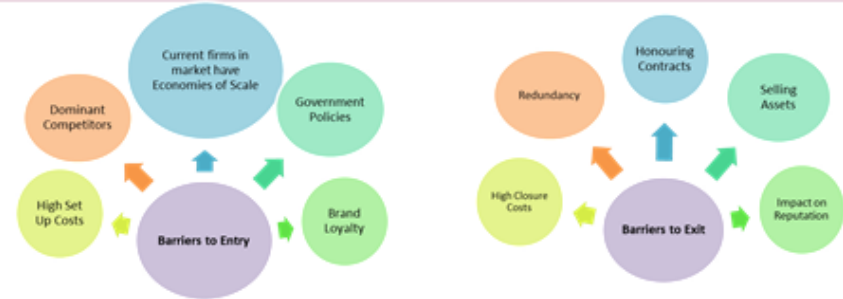 Current firms in
market have
Economies of Scale
Dominant
Competitors
Government
Policies
High Set
Up Costs
Brand
Loyalty
Barriers to Entry
Honouring
Contracts
Redundancy
Selling
Assets
High Closure
Costs
Impact on
Reputation
Barriers to Exit